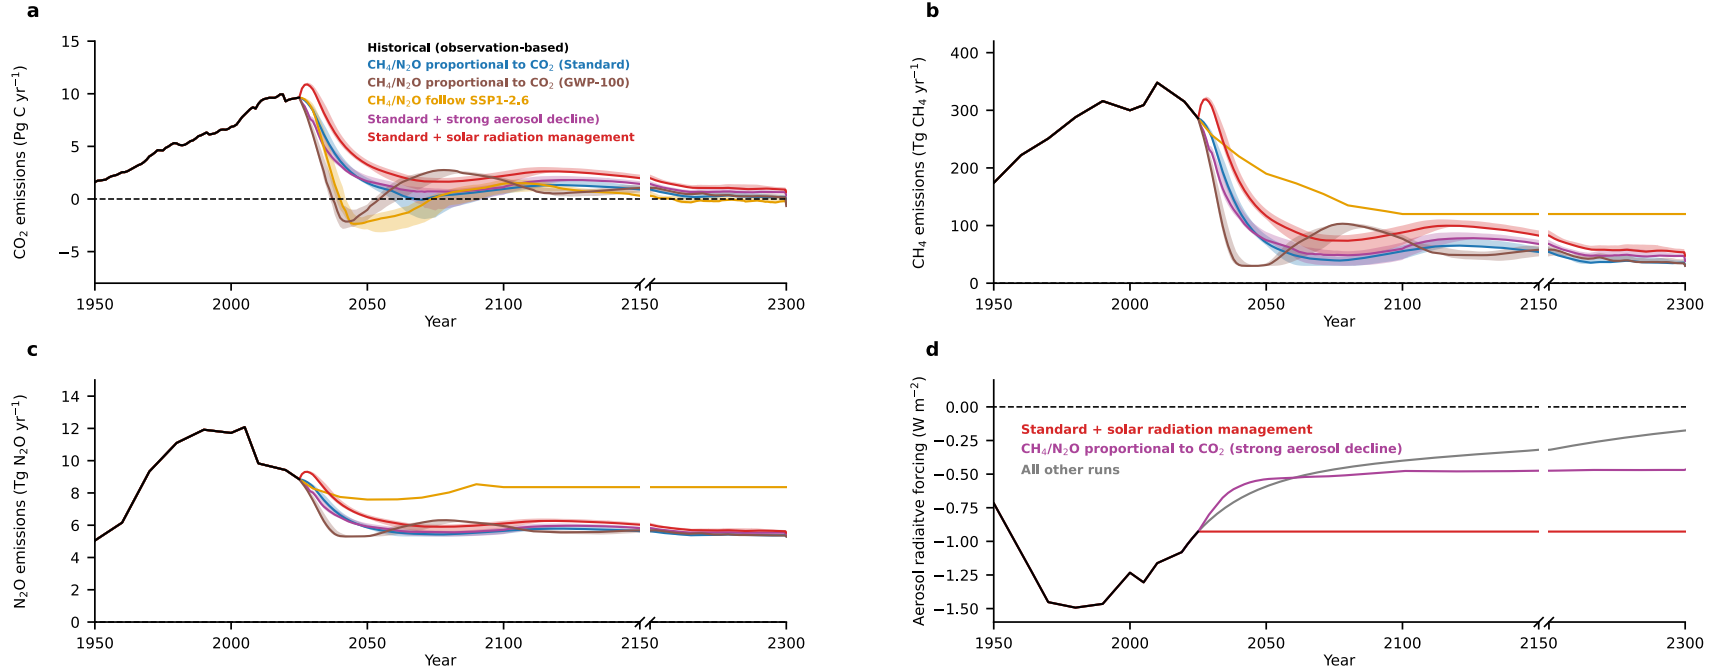 a
CO₂ emissions (Pg C yr⁻¹)
15
10
5
0
−5
Historical (observation-based)
CH₄/N₂O proportional to CO₂ (Standard)
CH₄/N₂O proportional to CO₂ (GWP-100)
CH₄/N₂O follow SSP1-2.6
Standard + strong aerosol decline)
Standard + solar radiation management
1950
2000
2050
2100
2150
2300
Year
b
CH₄ emissions (Tg CH₄ yr⁻¹)
400
300
200
100
0
1950
2000
2050
2100
2150
2300
Year
c
N₂O emissions (Tg N₂O yr⁻¹)
14
12
10
8
6
4
2
0
1950
2000
2050
2100
2150
2300
Year
d
Aerosol radiaitve forcing (W m⁻²)
0.00
−0.25
−0.50
−0.75
−1.00
−1.25
−1.50
Standard + solar radiation management
CH₄/N₂O proportional to CO₂ (strong aerosol decline)
All other runs
1950
2000
2050
2100
2150
2300
Year